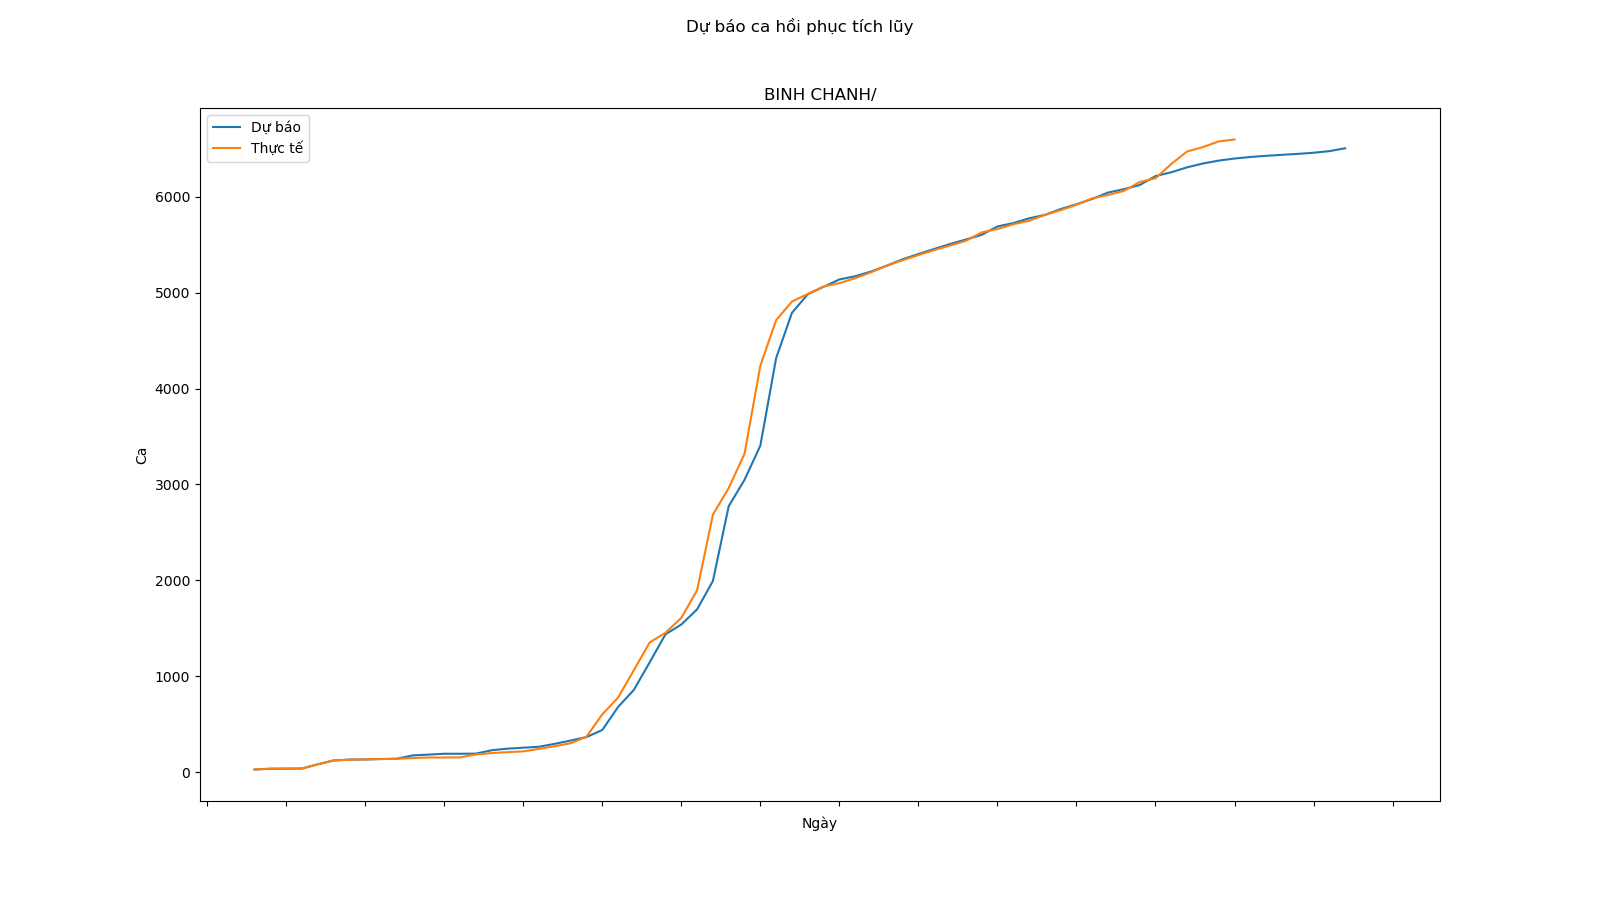 Dự báo ca hồi phục tích lũy
BINH CHANH/
Dự báo
Thực tế
6000
5000
4000
3000
2000
1000
0
Ca
Ngày